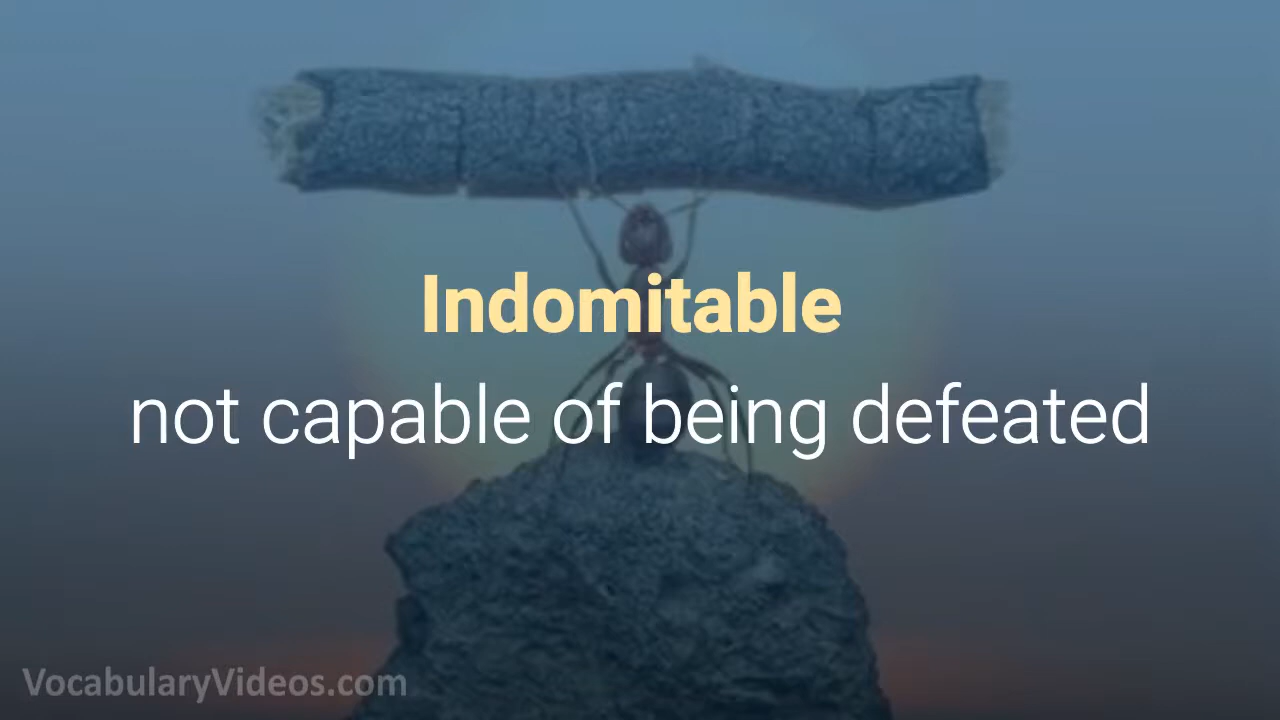 Indomitable
not capable of being defeated
VocabularyVideos.com